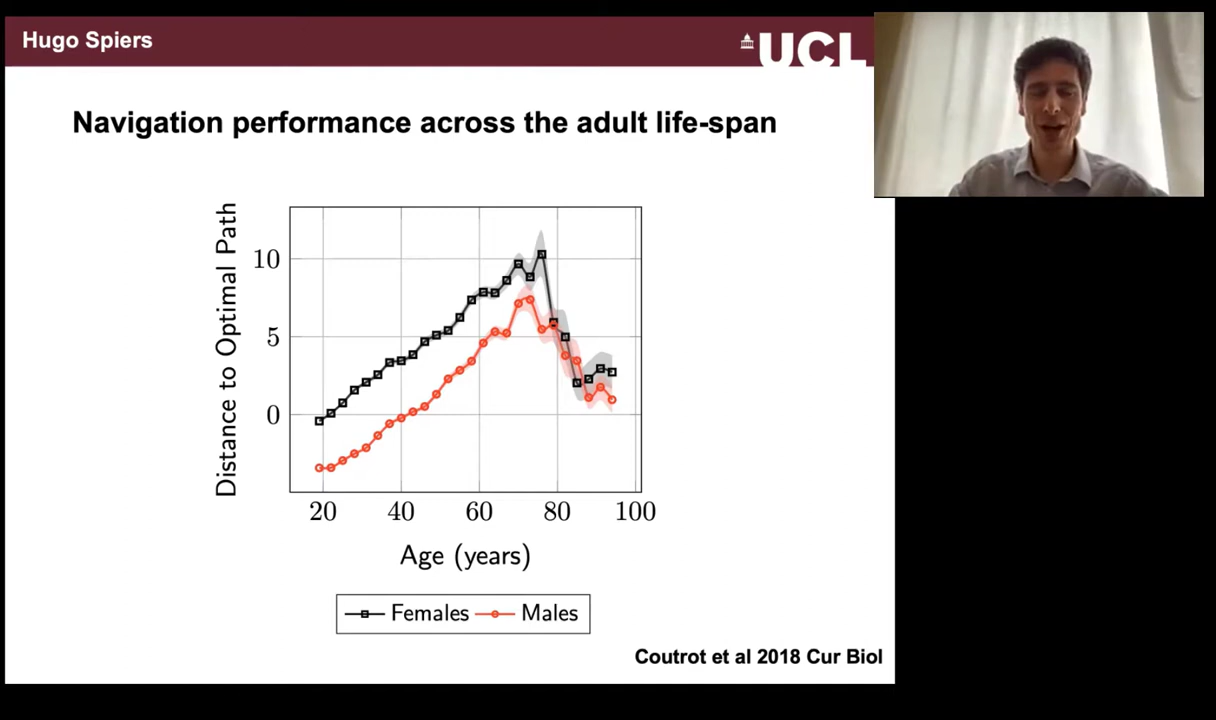 Hugo Spiers
UCL
Navigation performance across the adult life-span
Distance to Optimal Path
10
5
0
20 40 60 80 100
Age (years)
Females Males
Coutrot et al 2018 Cur Biol